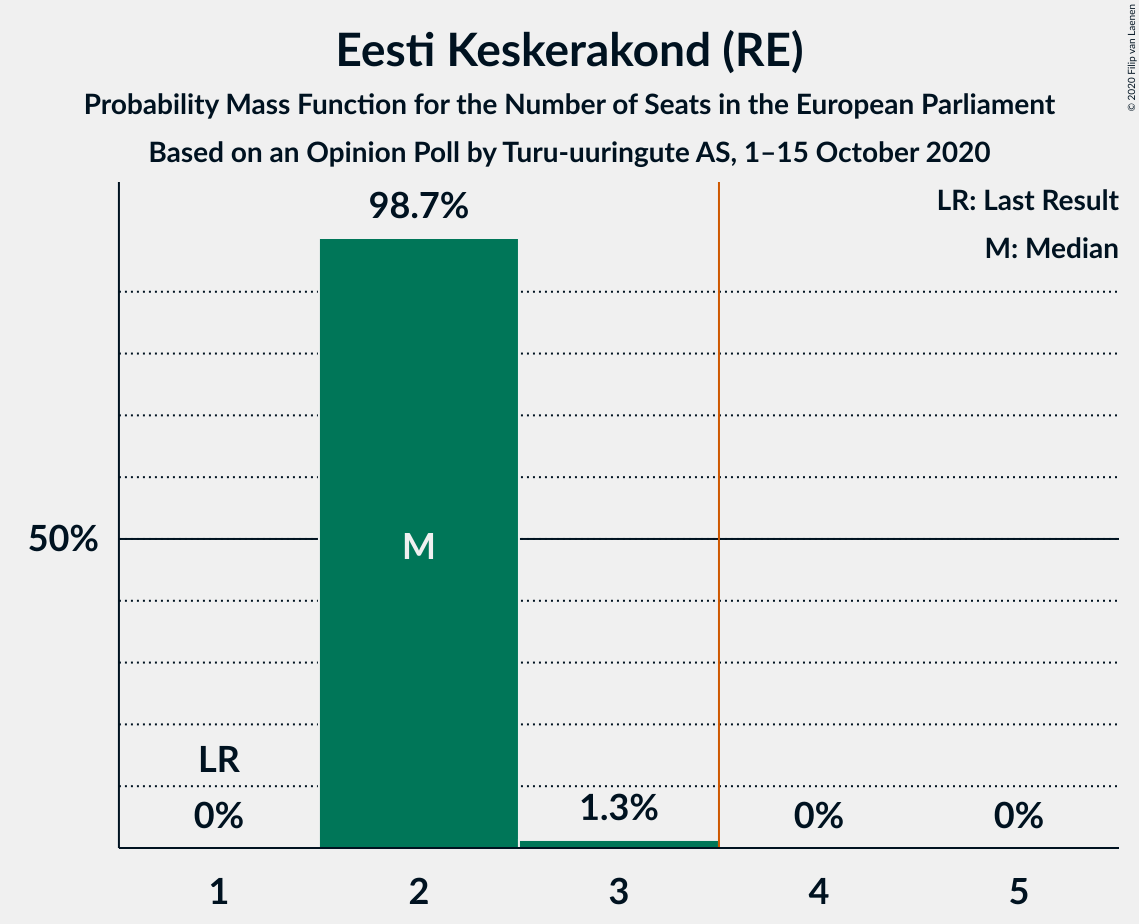 Eesti Keskerakond (RE)
Probability Mass Function for the Number of Seats in the European Parliament
Based on an Opinion Poll by Turu-uuringute AS, 1–15 October 2020
© 2020 Filip van Laenen
LR: Last Result
M: Median
98.7%
50%
M
LR
0%
1.3%
0%
0%
1
2
3
4
5